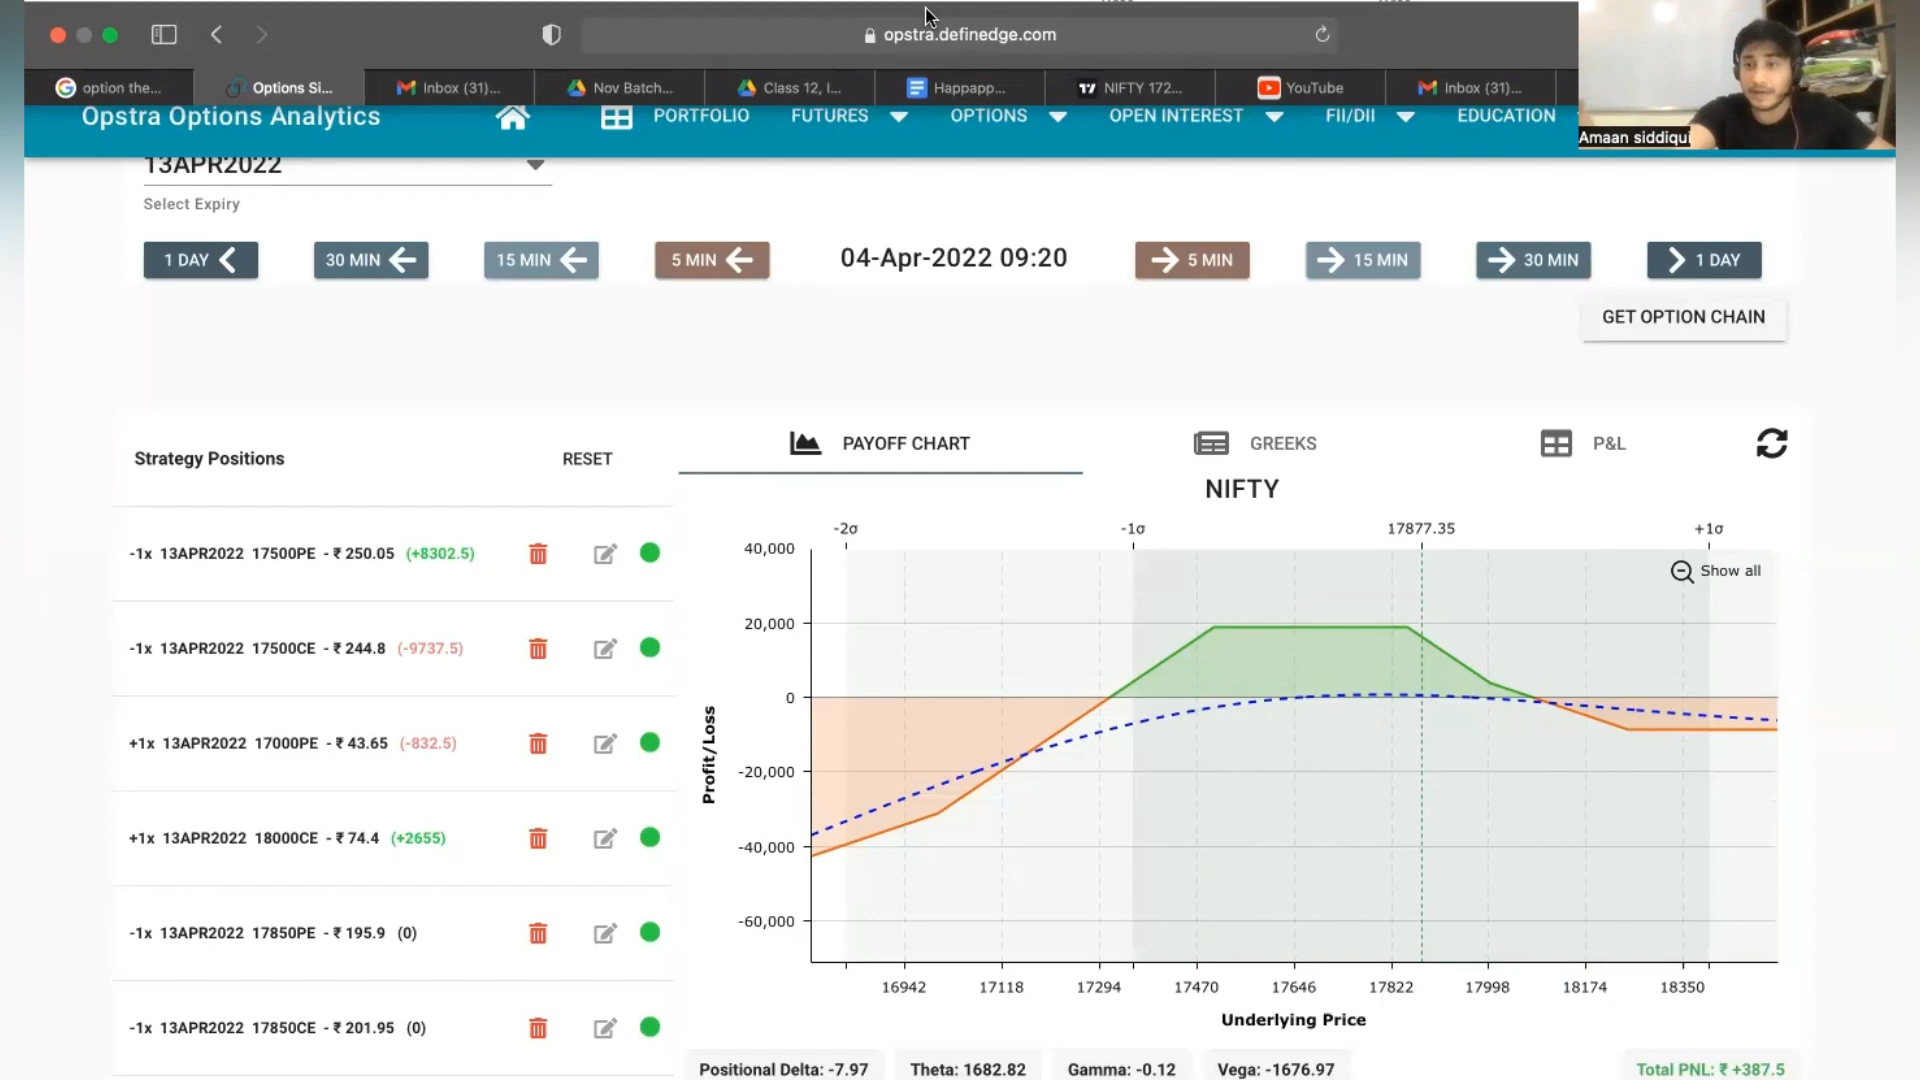 opstra.definedge.com
option the...
Options Si...
Inbox (31)...
Nov Batch...
Class 12, I...
Happapp...
NIFTY 172...
YouTube
Inbox (31)...
Opstra Options Analytics
PORTFOLIO
FUTURES
OPTIONS
OPEN INTEREST
FII/DII
EDUCATION
Amaan siddiqui
13APR2022
Select Expiry
1 DAY
30 MIN
15 MIN
5 MIN
04-Apr-2022 09:20
5 MIN
15 MIN
30 MIN
1 DAY
GET OPTION CHAIN
Strategy Positions
RESET
-1x 13APR2022 17500PE - ₹ 250.05 (+8302.5)
-1x 13APR2022 17500CE - ₹ 244.8 (-9737.5)
+1x 13APR2022 17000PE - ₹ 43.65 (-832.5)
+1x 13APR2022 18000CE - ₹ 74.4 (+2655)
-1x 13APR2022 17850PE - ₹ 195.9 (0)
-1x 13APR2022 17850CE - ₹ 201.95 (0)
PAYOFF CHART
GREEKS
P&L
NIFTY
-2σ
-1σ
17877.35
+1σ
Show all
40,000
20,000
0
-20,000
-40,000
-60,000
Profit/Loss
16942
17118
17294
17470
17646
17822
17998
18174
18350
Underlying Price
Positional Delta: -7.97
Theta: 1682.82
Gamma: -0.12
Vega: -1676.97
Total PNL: ₹ +387.5